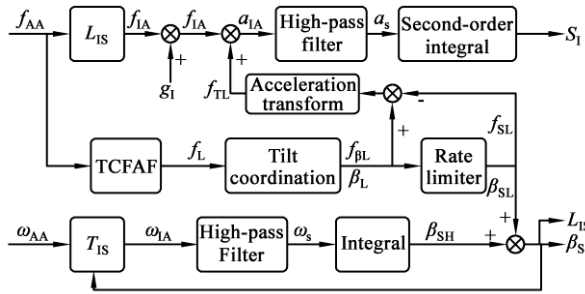 f_AA L_IS f_IA f_IA a_IA High-pass filter a_s Second-order integral S_I
+ +
g_I f_TL Acceleration transform -
+ f_SL
TCFAF f_L Tilt coordination f_βL β_L Rate limiter β_SL
+ L_IS
ω_AA T_IS ω_IA High-pass Filter ω_s Integral β_SH + β_S